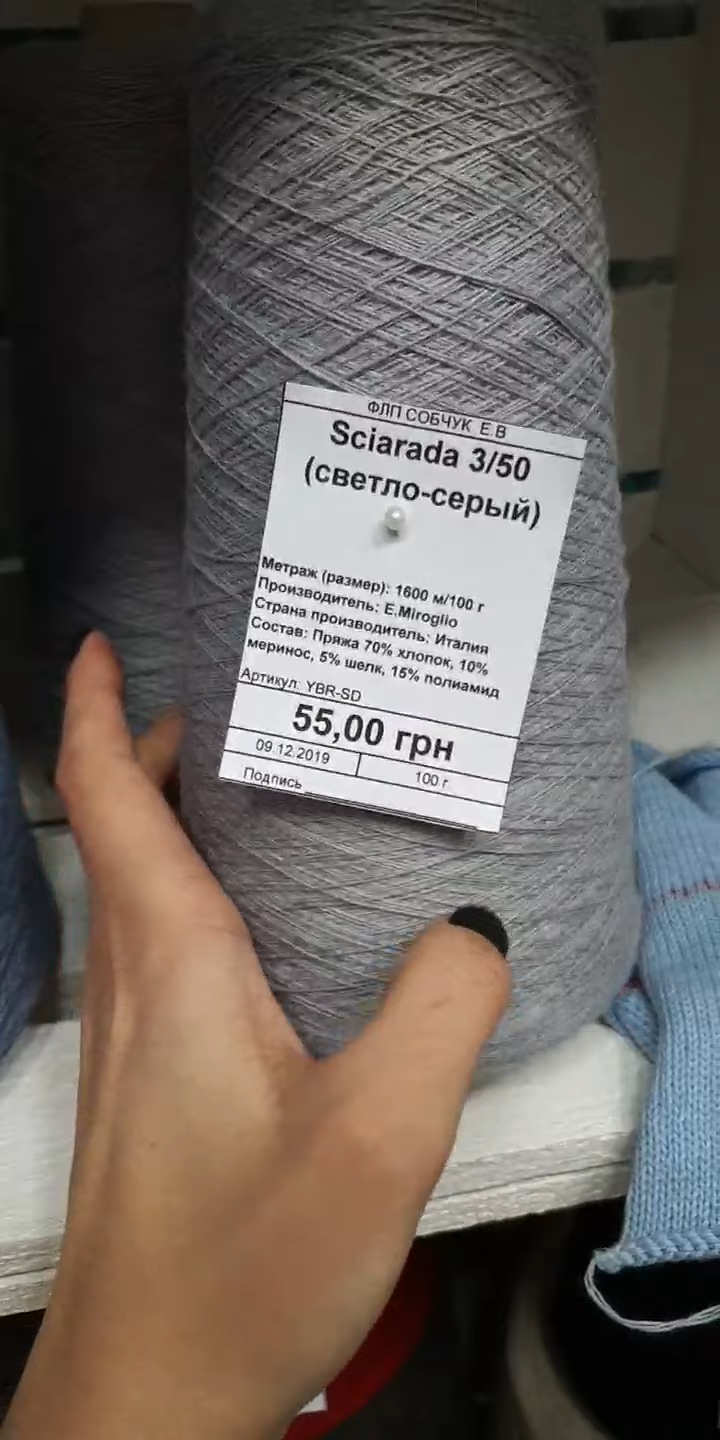 ФЛП СОБЧУК Е.В
Sciarada 3/50
(светло-серый)
Метраж (размер): 1600 м/100 г
Производитель: E.Miroglio
Страна производитель: Италия
Состав: Пряжа 70% хлопок, 10%
меринос, 5% шелк, 15% полиамид
Артикул: YBR-SD
55,00 грн
09.12.2019
100 г
Подпись